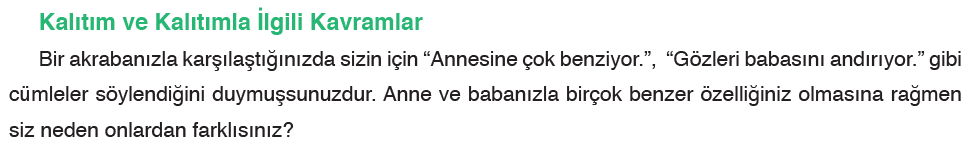 Kalıtım ve Kalıtımla İlgili Kavramlar
Bir akrabanızla karşılaştığınızda sizin için “Annesine çok benziyor.”, “Gözleri babasını andırıyor.” gibi
cümleler söylendiğini duymuşsunuzdur. Anne ve babanızla birçok benzer özelliğiniz olmasına rağmen
siz neden onlardan farklısınız?